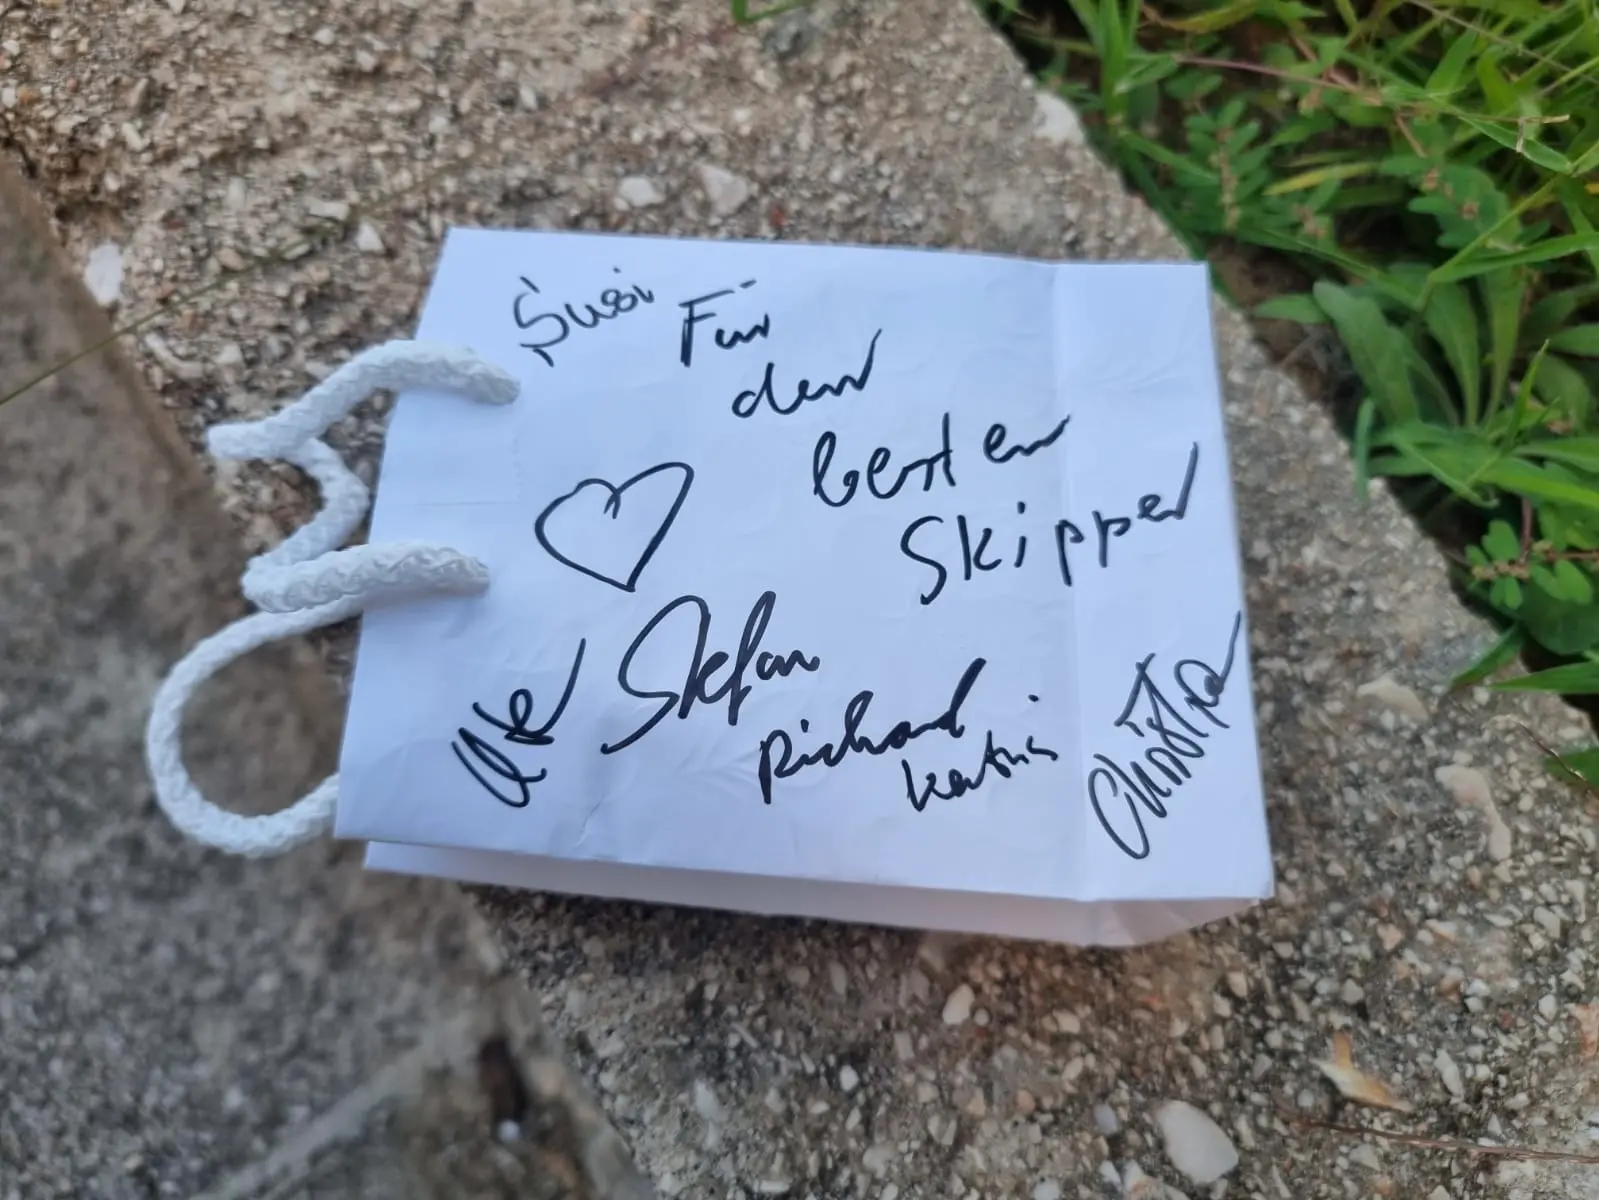 Susi
Für
den
besten
Skipper
Ute
Stefan
Richard
Katrin